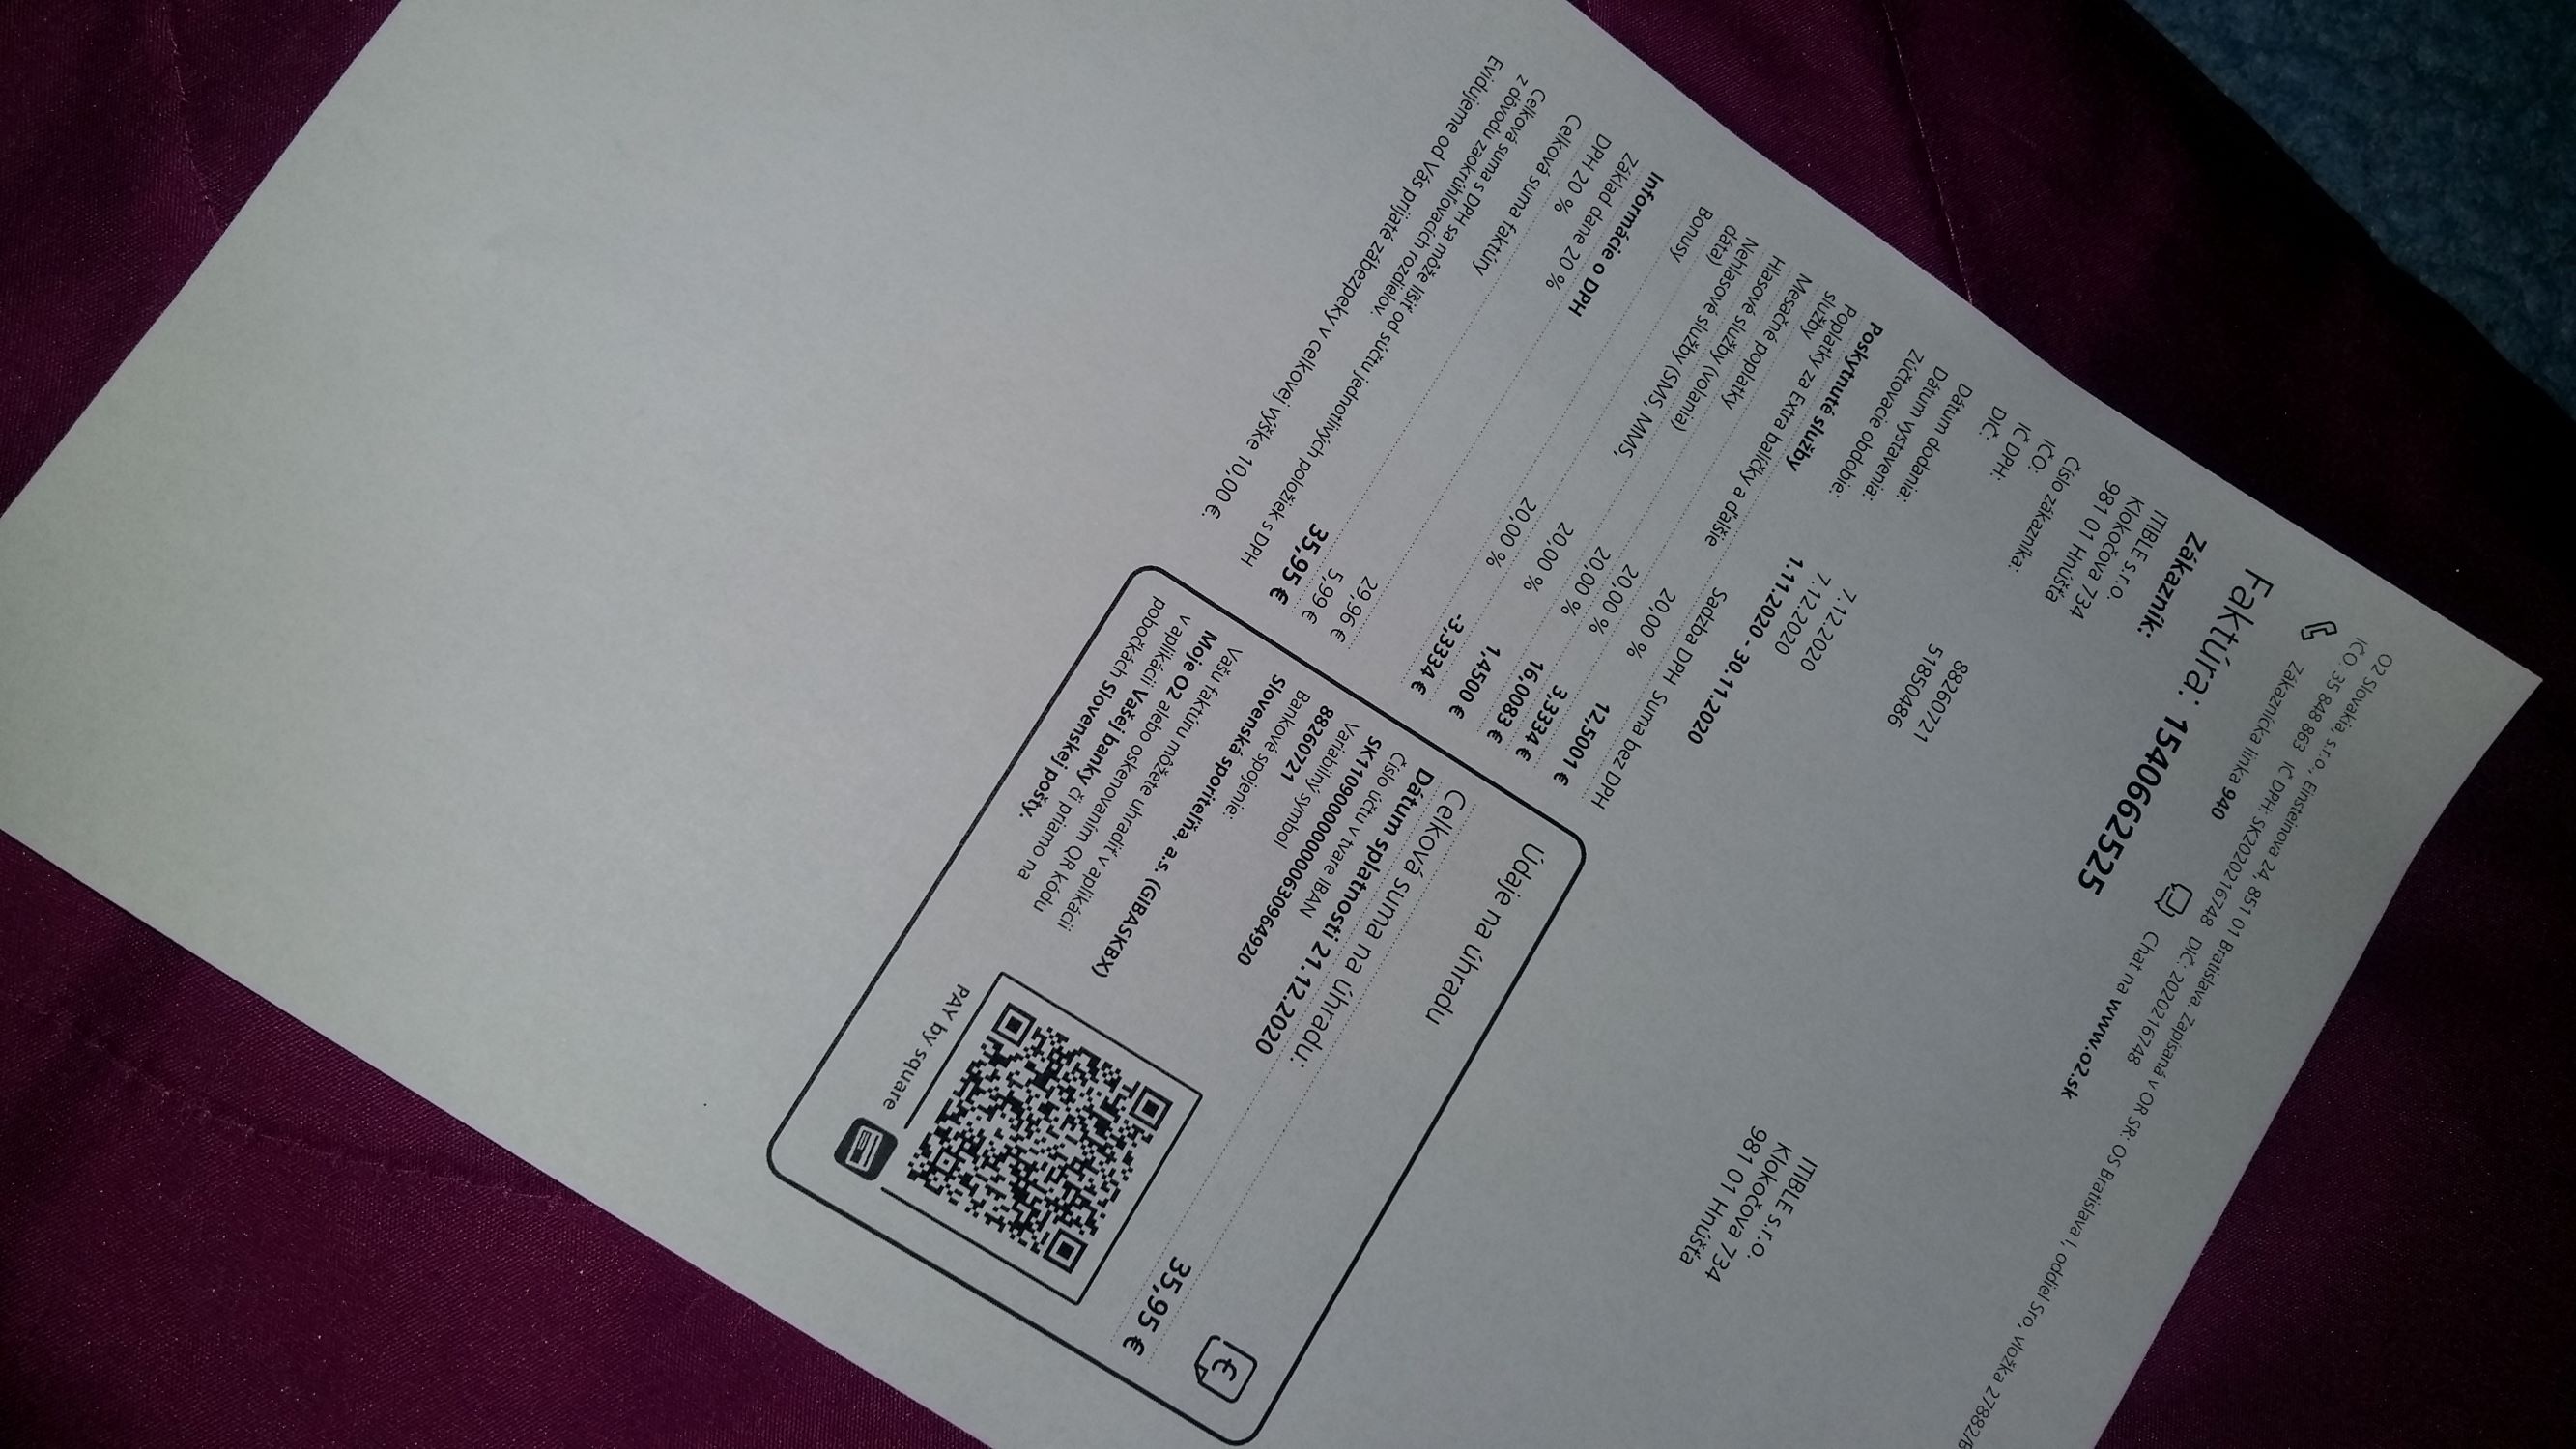 O2 Slovakia, s.r.o., Einsteinova 24, 851 01 Bratislava. Zapísaná v OR SR: OS Bratislava I, oddiel Sro, vložka 27882/B
IČO: 35 848 863 IČ DPH: SK2020216748 DIČ: 2020216748
Zákaznícka linka 940
Chat na www.o2.sk
Faktúra: 1540662525
Zákazník:
ITIBLE s.r.o.
Klokočova 734
981 01 Hnúšťa
Číslo zákazníka: 88260721
IČO: 51850486
IČ DPH:
DIČ:
Dátum dodania: 7.12.2020
Dátum vystavenia: 7.12.2020
Zúčtovacie obdobie: 1.11.2020 - 30.11.2020
ITIBLE s.r.o.
Klokočova 734
981 01 Hnúšťa
Poskytnuté služby Sadzba DPH Suma bez DPH
Poplatky za Extra balíčky a ďalšie
služby 20,00 % 12,5001 €
Mesačné poplatky 20,00 % 3,3334 €
Hlasové služby (volania) 20,00 % 16,0083 €
Nehlasové služby (SMS, MMS,
dáta) 20,00 % 1,4500 €
Bonusy 20,00 % -3,3334 €
Informácie o DPH
Základ dane 20 % 29,96 €
DPH 20 % 5,99 €
Celková suma faktúry 35,95 €
Celková suma s DPH sa môže líšiť od súčtu jednotlivých položiek s DPH
z dôvodu zaokrúhľovacích rozdielov.
Evidujeme od Vás prijaté zábezpeky v celkovej výške 10,00 €.
Údaje na úhradu
Celková suma na úhradu: 35,95 €
Dátum splatnosti 21.12.2020
Číslo účtu v tvare IBAN
SK1109000000000630964920
Variabilný symbol
88260721
Bankové spojenie:
Slovenská sporiteľňa, a.s. (GIBASKBX)
Vašu faktúru môžete uhradiť v aplikácii
Moje O2 alebo oskenovaním QR kódu
v aplikácii Vašej banky či priamo na
pobočkách Slovenskej pošty.
PAY by square